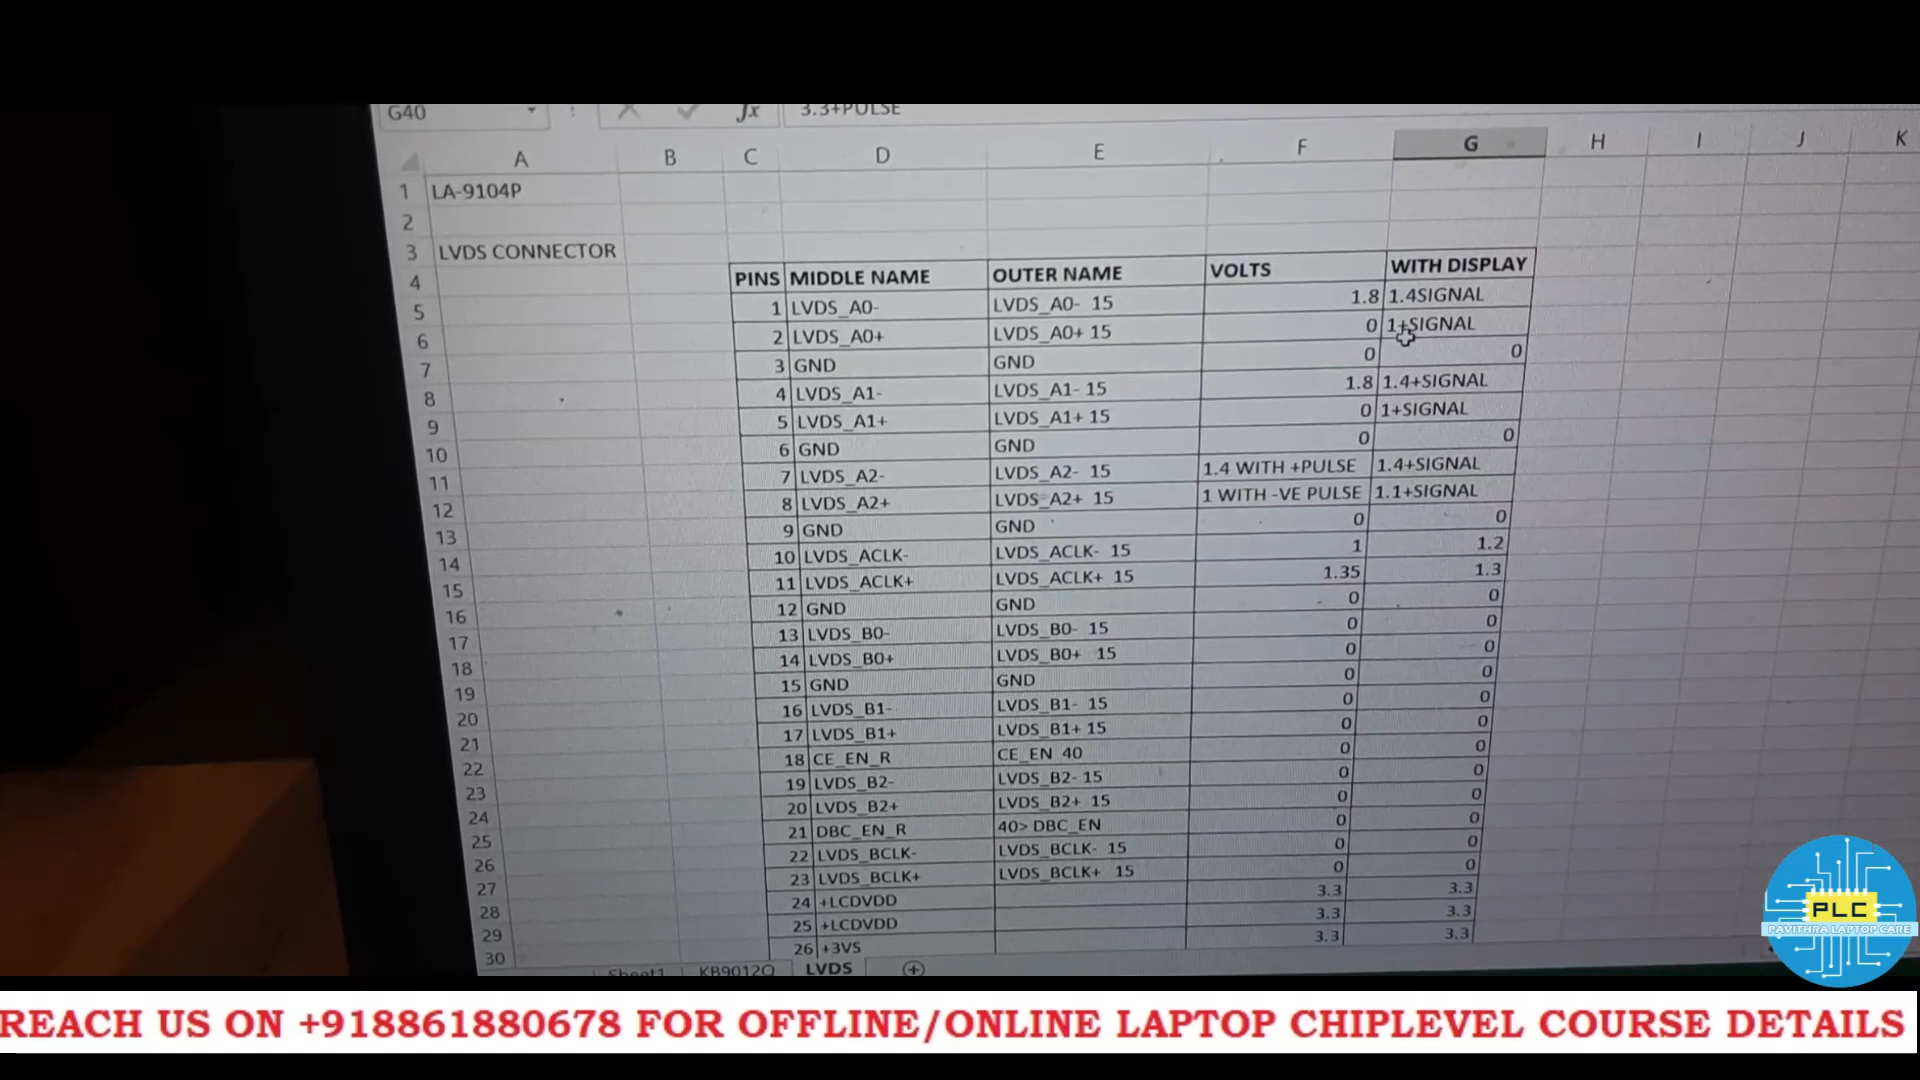 G40 fx 3.3+PULSE
A B C D E F G H I J K
1 LA-9104P
2
3 LVDS CONNECTOR
4 PINS MIDDLE NAME OUTER NAME VOLTS WITH DISPLAY
5 1 LVDS_A0- LVDS_A0- 15 1.8 1.4SIGNAL
6 2 LVDS_A0+ LVDS_A0+ 15 0 1+SIGNAL
7 3 GND GND 0 0
8 4 LVDS_A1- LVDS_A1- 15 1.8 1.4+SIGNAL
9 5 LVDS_A1+ LVDS_A1+ 15 0 1+SIGNAL
10 6 GND GND 0 0
11 7 LVDS_A2- LVDS_A2- 15 1.4 WITH +PULSE 1.4+SIGNAL
12 8 LVDS_A2+ LVDS_A2+ 15 1 WITH -VE PULSE 1.1+SIGNAL
13 9 GND GND 0 0
14 10 LVDS_ACLK- LVDS_ACLK- 15 1 1.2
15 11 LVDS_ACLK+ LVDS_ACLK+ 15 1.35 1.3
16 12 GND GND 0 0
17 13 LVDS_B0- LVDS_B0- 15 0 0
18 14 LVDS_B0+ LVDS_B0+ 15 0 0
19 15 GND GND 0 0
20 16 LVDS_B1- LVDS_B1- 15 0 0
21 17 LVDS_B1+ LVDS_B1+ 15 0 0
22 18 CE_EN_R CE_EN 40 0 0
23 19 LVDS_B2- LVDS_B2- 15 0 0
24 20 LVDS_B2+ LVDS_B2+ 15 0 0
25 21 DBC_EN_R 40> DBC_EN 0 0
26 22 LVDS_BCLK- LVDS_BCLK- 15 0 0
27 23 LVDS_BCLK+ LVDS_BCLK+ 15 0 0
28 24 +LCDVDD 3.3 3.3
29 25 +LCDVDD 3.3 3.3
30 26 +3VS 3.3 3.3
Sheet1 KB9012Q LVDS
PLC
PAVITHRA LAPTOP CARE
REACH US ON +918861880678 FOR OFFLINE/ONLINE LAPTOP CHIPLEVEL COURSE DETAILS